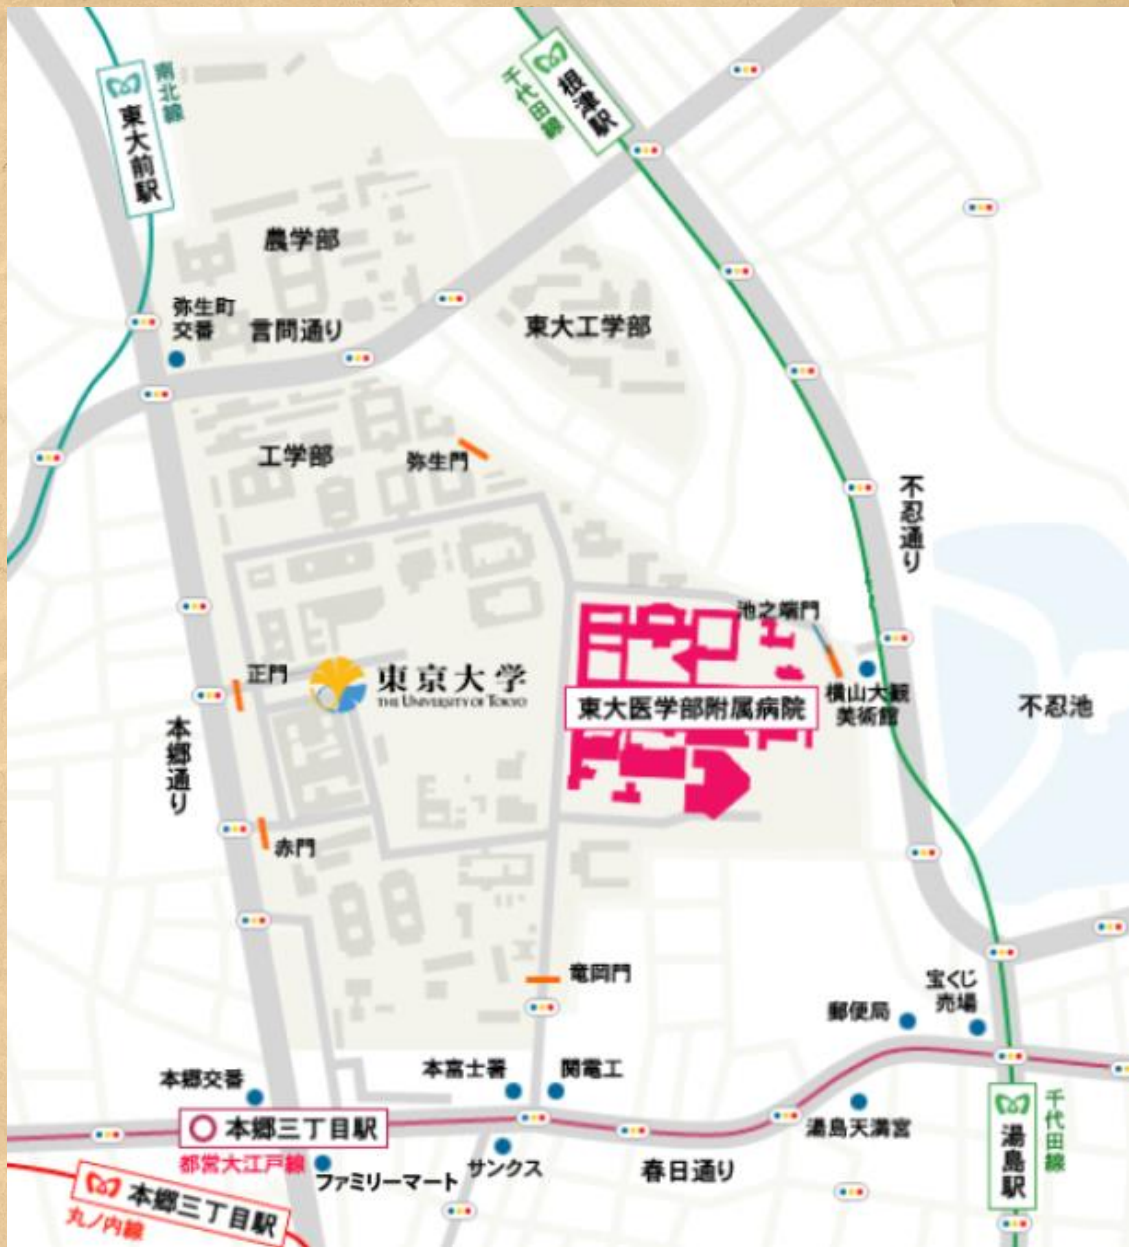 南北線
東大前駅
千代田線
根津駅
農学部
弥生町
交番
言問通り
東大工学部
工学部
弥生門
不忍通り
池之端門
正門
東京大学
THE UNIVERSITY OF TOKYO
東大医学部附属病院
横山大観
美術館
不忍池
本郷通り
赤門
竜岡門
宝くじ
売場
郵便局
本郷交番
本富士署
関電工
本郷三丁目駅
都営大江戸線
湯島天満宮
千代田線
湯島駅
ファミリーマート
サンクス
春日通り
本郷三丁目駅
丸ノ内線